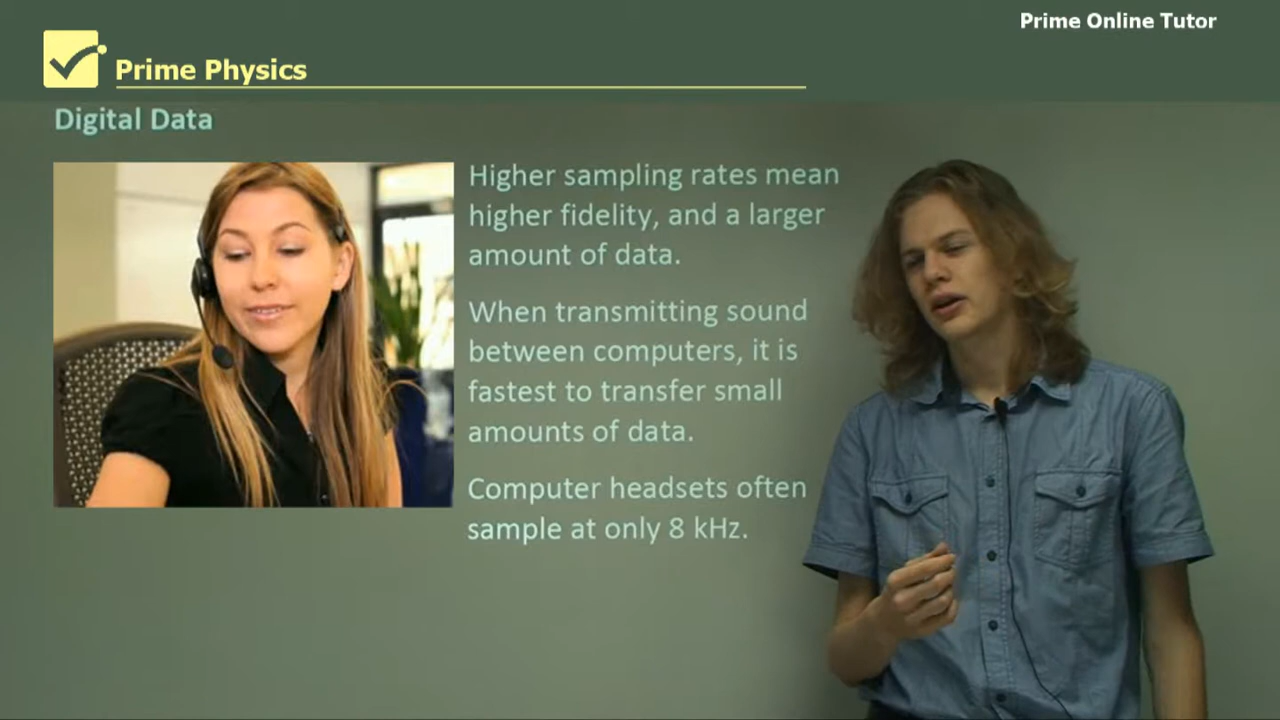 Prime Online Tutor
Prime Physics
Digital Data
Higher sampling rates mean
higher fidelity, and a larger
amount of data.
When transmitting sound
between computers, it is
fastest to transfer small
amounts of data.
Computer headsets often
sample at only 8 kHz.